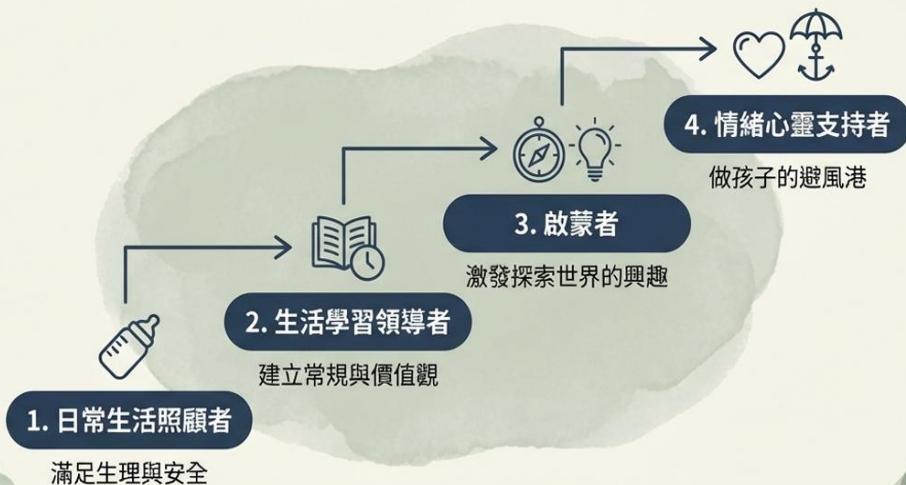 1. 日常生活照顧者
滿足生理與安全
2. 生活學習領導者
建立常規與價值觀
3. 啟蒙者
激發探索世界的興趣
4. 情緒心靈支持者
做孩子的避風港